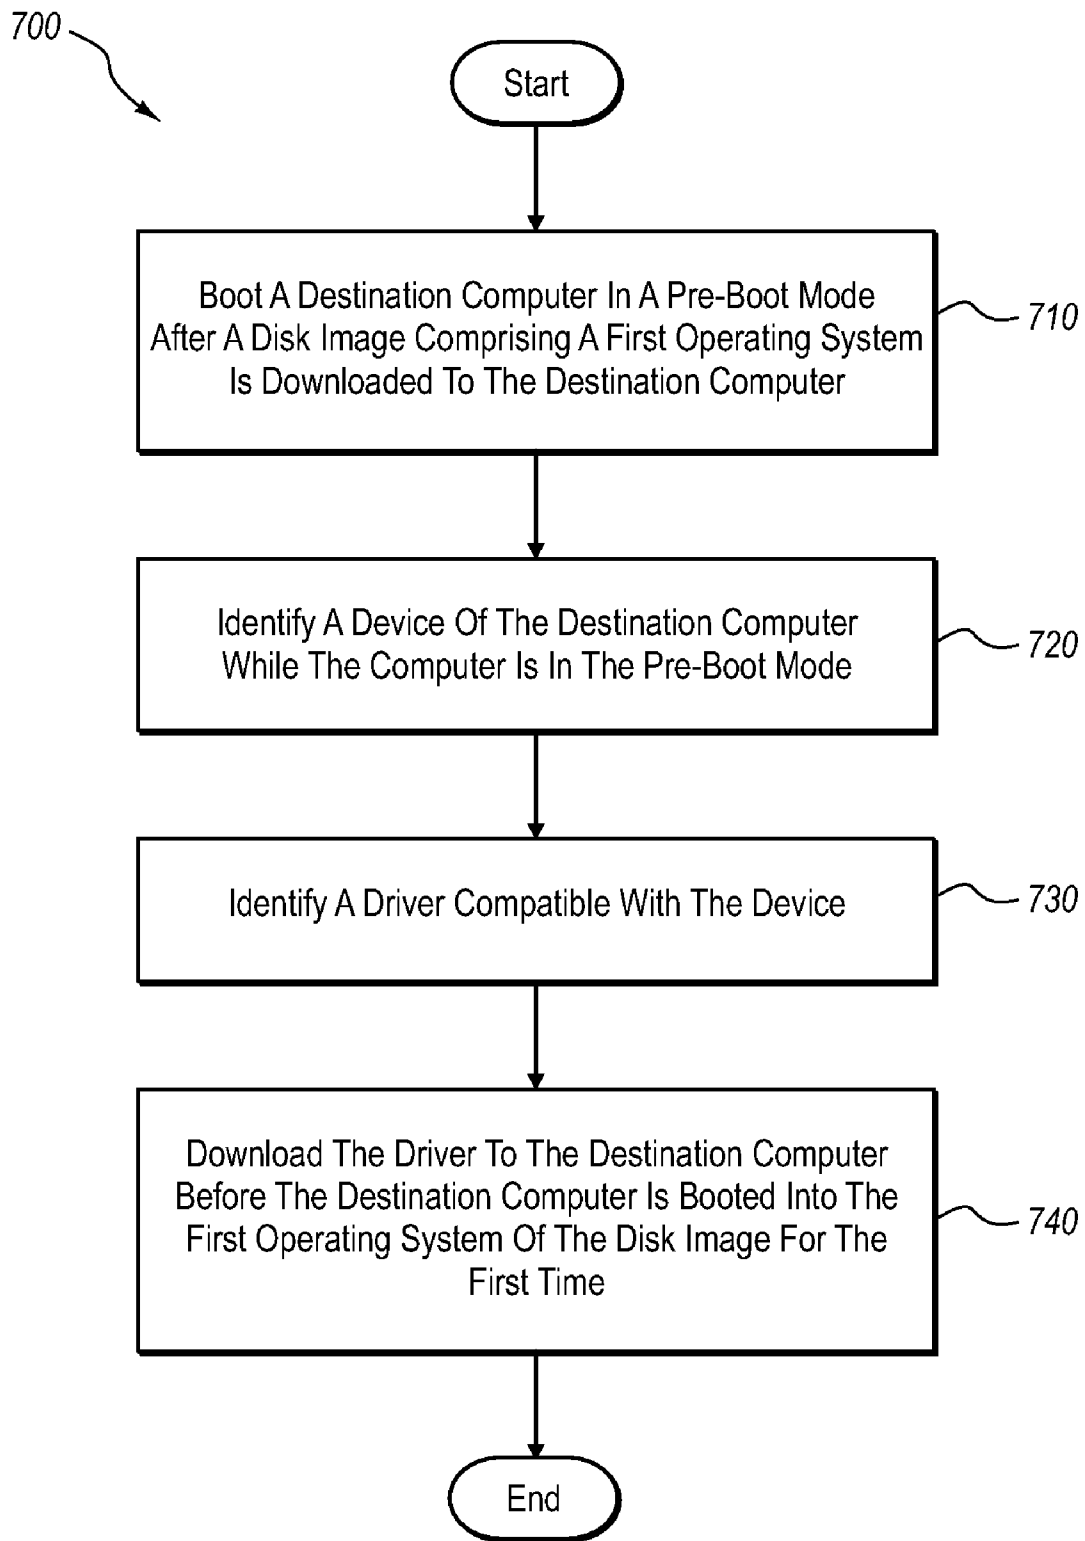 700
Start
Boot A Destination Computer In A Pre-Boot Mode
After A Disk Image Comprising A First Operating System
Is Downloaded To The Destination Computer
710
Identify A Device Of The Destination Computer
While The Computer Is In The Pre-Boot Mode
720
Identify A Driver Compatible With The Device
730
Download The Driver To The Destination Computer
Before The Destination Computer Is Booted Into The
First Operating System Of The Disk Image For The
First Time
740
End